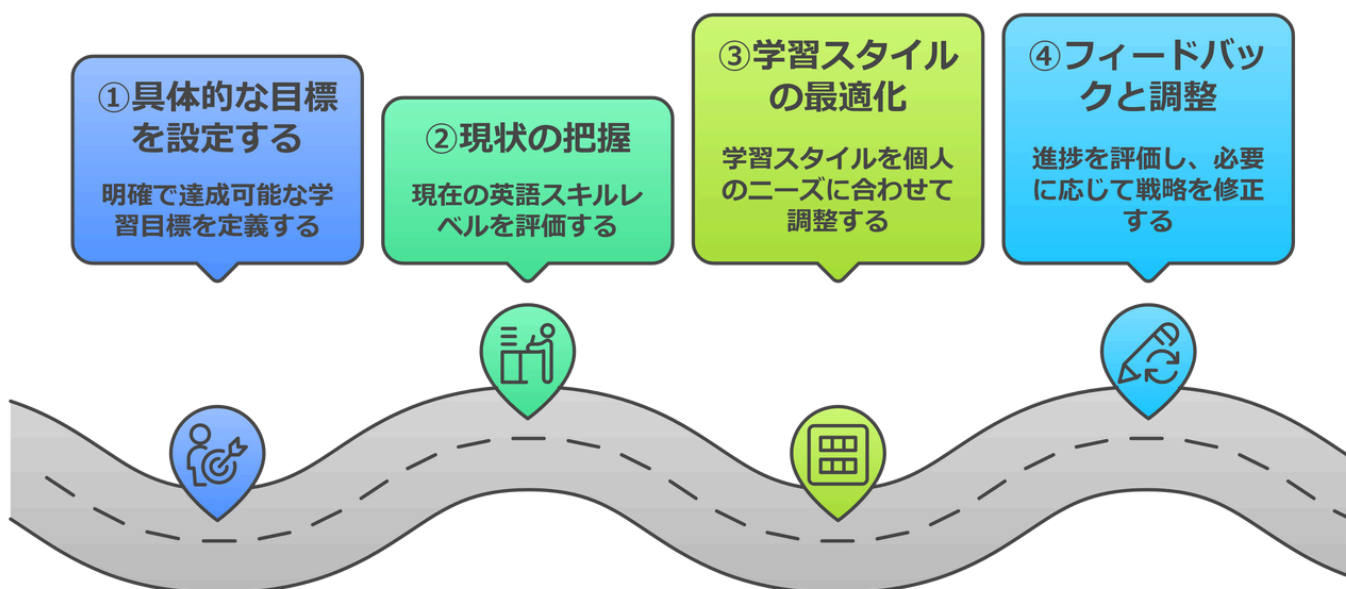 ①具体的な目標
を設定する
明確で達成可能な学
習目標を定義する
②現状の把握
現在の英語スキルレ
ベルを評価する
③学習スタイル
の最適化
学習スタイルを個人
のニーズに合わせて
調整する
④フィードバッ
クと調整
進捗を評価し、必要
に応じて戦略を修正
する